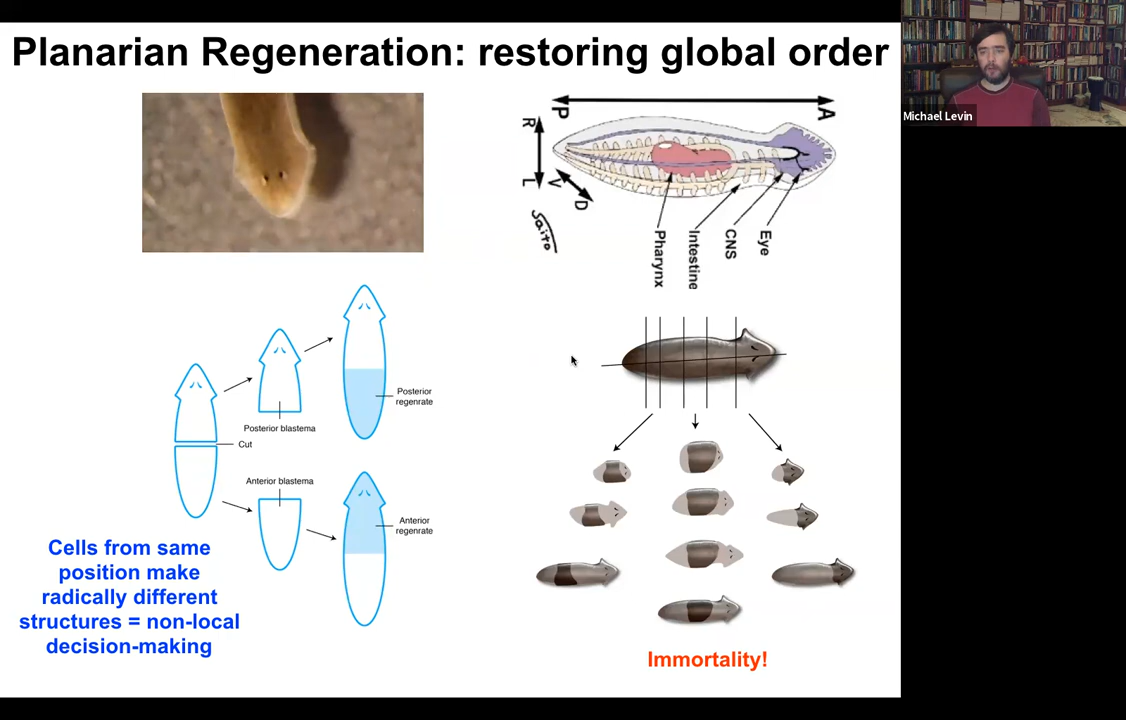 Planarian Regeneration: restoring global order
Michael Levin
P
A
R
L
V
D
Saito
Pharynx
Intestine
CNS
Eye
Posterior
regenrate
Posterior blastema
Cut
Anterior blastema
Anterior
regenrate
Cells from same
position make
radically different
structures = non-local
decision-making
Immortality!